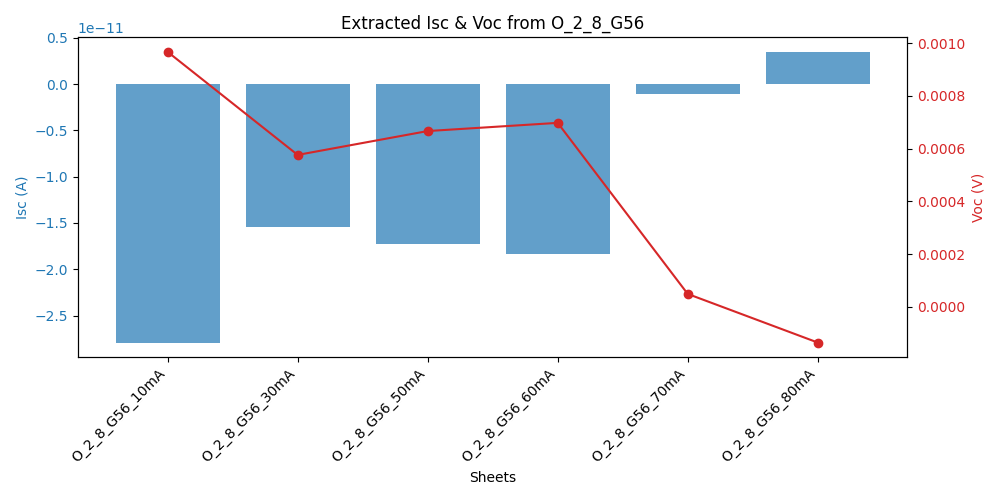 Extracted Isc & Voc from O_2_8_G56
1e−11
0.5
0.0
−0.5
−1.0
−1.5
−2.0
−2.5
Isc (A)
0.0010
0.0008
0.0006
0.0004
0.0002
0.0000
Voc (V)
O_2_8_G56_10mA
O_2_8_G56_30mA
O_2_8_G56_50mA
O_2_8_G56_60mA
O_2_8_G56_70mA
O_2_8_G56_80mA
Sheets